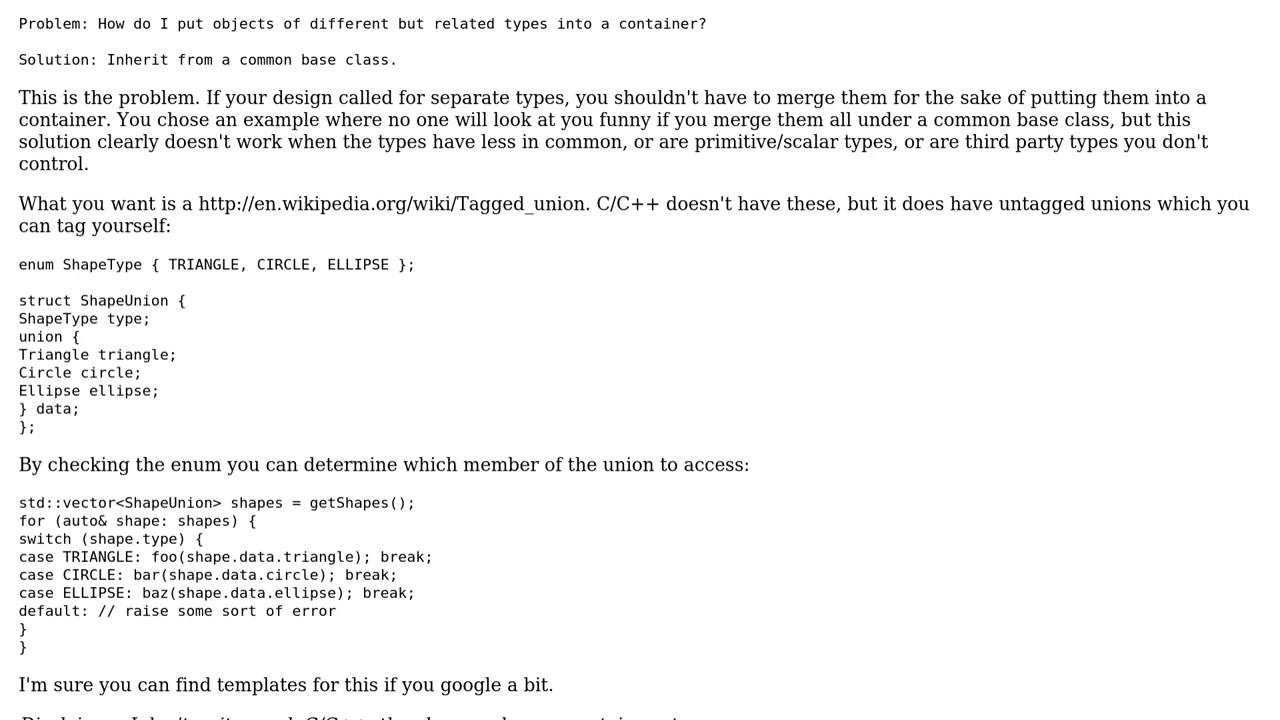 Problem: How do I put objects of different but related types into a container?
Solution: Inherit from a common base class.
This is the problem. If your design called for separate types, you shouldn't have to merge them for the sake of putting them into a
container. You chose an example where no one will look at you funny if you merge them all under a common base class, but this
solution clearly doesn't work when the types have less in common, or are primitive/scalar types, or are third party types you don't
control.
What you want is a http://en.wikipedia.org/wiki/Tagged_union. C/C++ doesn't have these, but it does have untagged unions which you
can tag yourself:
enum ShapeType { TRIANGLE, CIRCLE, ELLIPSE };
struct ShapeUnion {
ShapeType type;
union {
Triangle triangle;
Circle circle;
Ellipse ellipse;
} data;
};
By checking the enum you can determine which member of the union to access:
std::vector<ShapeUnion> shapes = getShapes();
for (auto& shape: shapes) {
switch (shape.type) {
case TRIANGLE: foo(shape.data.triangle); break;
case CIRCLE: bar(shape.data.circle); break;
case ELLIPSE: baz(shape.data.ellipse); break;
default: // raise some sort of error
}
}
I'm sure you can find templates for this if you google a bit.